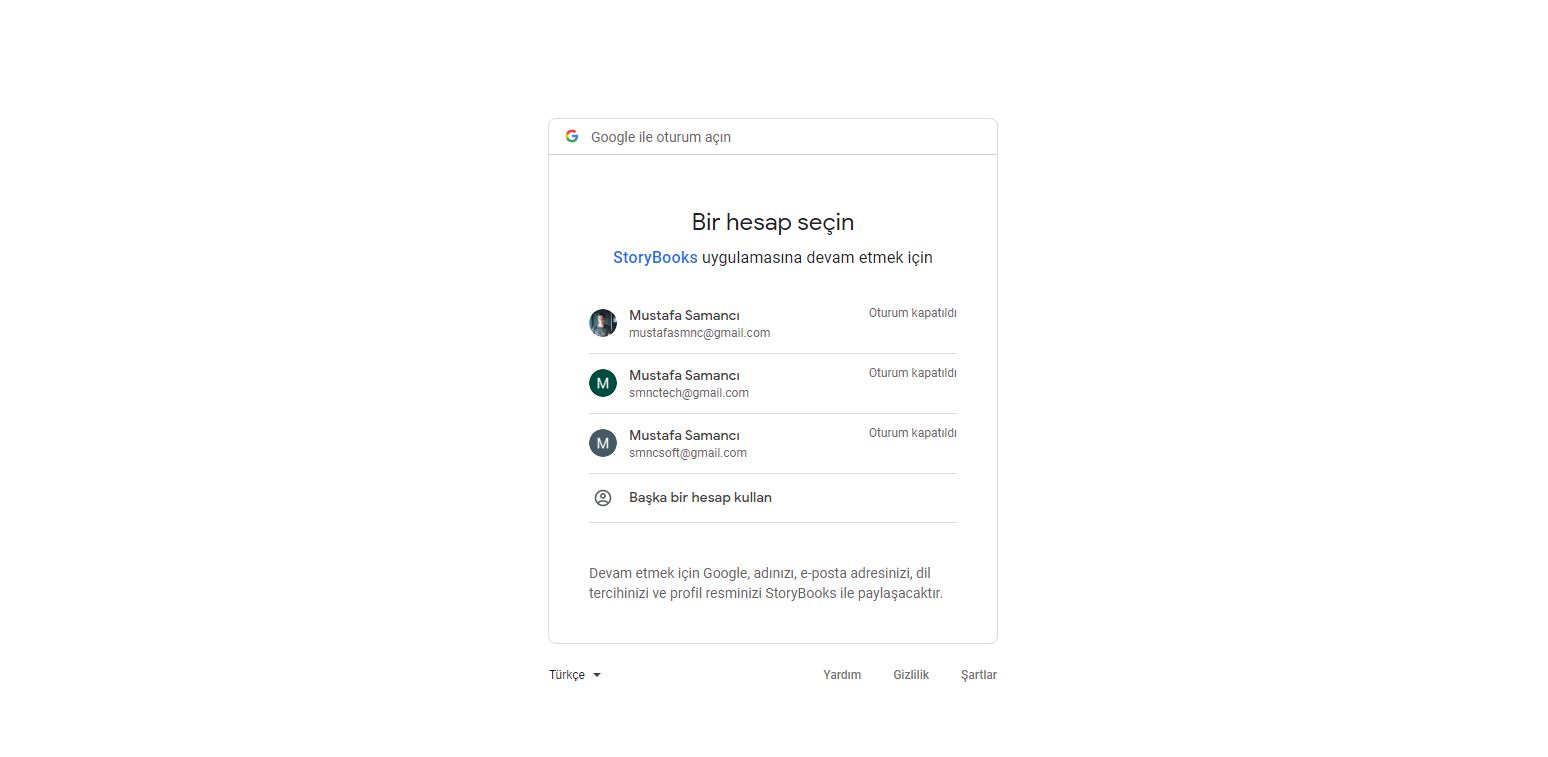 Google ile oturum açın
Bir hesap seçin
StoryBooks uygulamasına devam etmek için
Mustafa Samancı
Oturum kapatıldı
mustafasmnc@gmail.com
M
Mustafa Samancı
Oturum kapatıldı
smnctech@gmail.com
M
Mustafa Samancı
Oturum kapatıldı
smncsoft@gmail.com
Başka bir hesap kullan
Devam etmek için Google, adınızı, e-posta adresinizi, dil
tercihinizi ve profil resminizi StoryBooks ile paylaşacaktır.
Türkçe
Yardım
Gizlilik
Şartlar